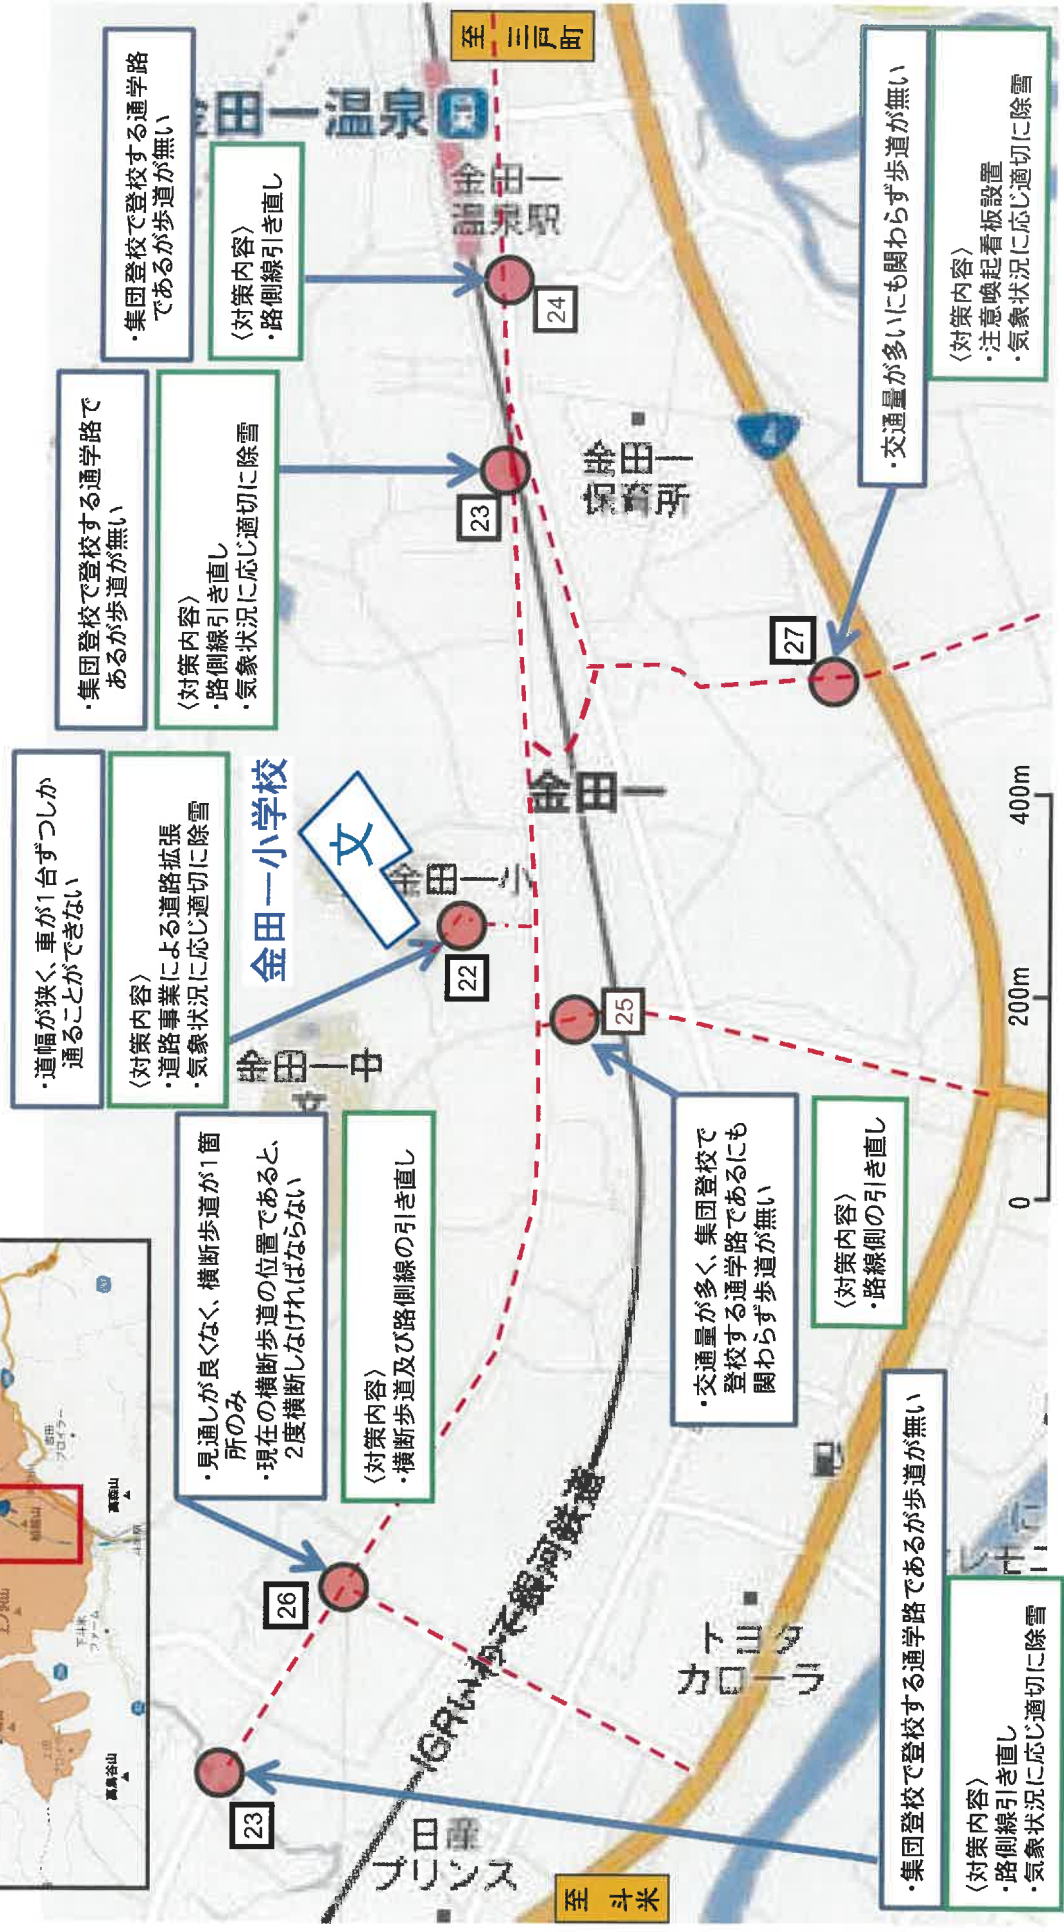 ・道幅が狭く、車が1台ずつしか
通ることができない
〈対策内容〉
・道路事業による道路拡張
・気象状況に応じ適切に除雪
・集団登校で登校する通学路で
あるが歩道が無い
〈対策内容〉
・路側線引き直し
・気象状況に応じ適切に除雪
・集団登校で登校する通学路
であるが歩道が無い
〈対策内容〉
・路側線引き直し
金田一小学校
文
金田一小
22
金田一中
・見通しが良くなく、横断歩道が1箇
所のみ
・現在の横断歩道の位置であると、
2度横断しなければならない
〈対策内容〉
・横断歩道及び路側線の引き直し
26
23
23
24
25
27
金田一温泉
金田一
温泉駅
至
三戸町
金田一
保育所
金田一
・交通量が多く、集団登校で
登校する通学路であるにも
関わらず歩道が無い
〈対策内容〉
・路線側の引き直し
・交通量が多いにも関わらず歩道が無い
〈対策内容〉
・注意喚起看板設置
・気象状況に応じ適切に除雪
・集団登校で登校する通学路であるが歩道が無い
〈対策内容〉
・路側線引き直し
・気象状況に応じ適切に除雪
IGRいわて銀河鉄道
トヨタ
カローラ
日産
プリンス
至
斗米
0
200m
400m
高鳥谷山
高森山
下斗米
ファーム